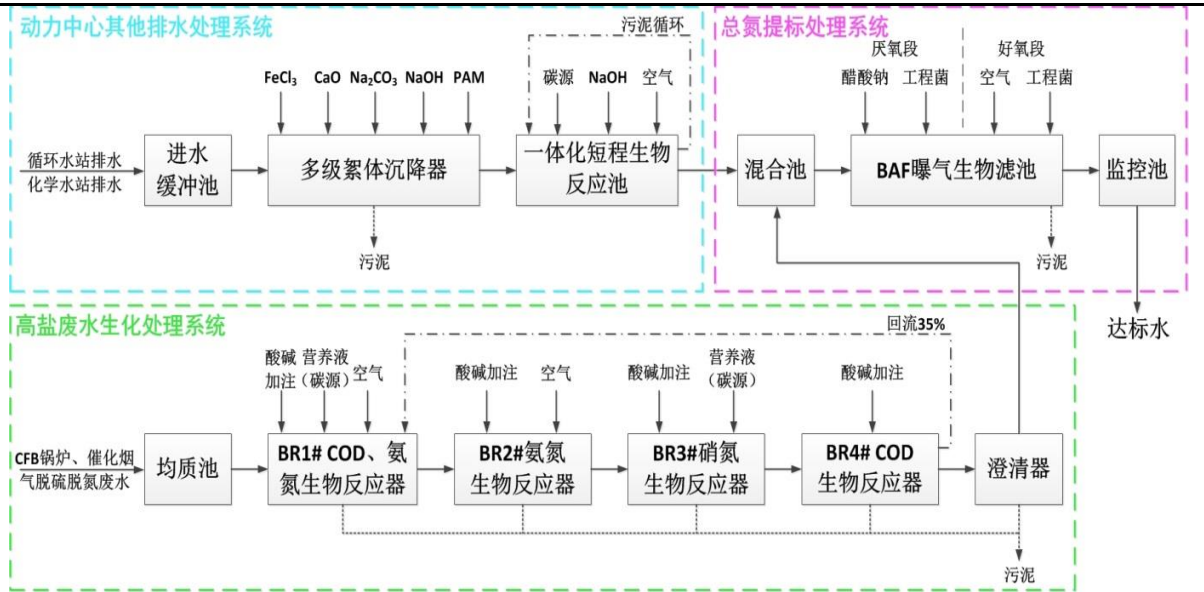 动力中心其他排水处理系统
污泥循环
FeCl₃ CaO Na₂CO₃ NaOH PAM
碳源 NaOH 空气
循环水站排水
化学水站排水
进水
缓冲池
多级絮体沉降器
一体化短程生物
反应池
污泥
总氮提标处理系统
厌氧段 好氧段
醋酸钠 工程菌 空气 工程菌
混合池
BAF曝气生物滤池
监控池
污泥
达标水
高盐废水生化处理系统
回流35%
酸碱
加注
营养液
(碳源)
空气
酸碱加注 空气
酸碱加注
营养液
(碳源)
酸碱加注
CFB锅炉、催化烟
气脱硫脱氮废水
均质池
BR1# COD、氨
氮生物反应器
BR2#氨氮
生物反应器
BR3#硝氮
生物反应器
BR4# COD
生物反应器
澄清器
污泥